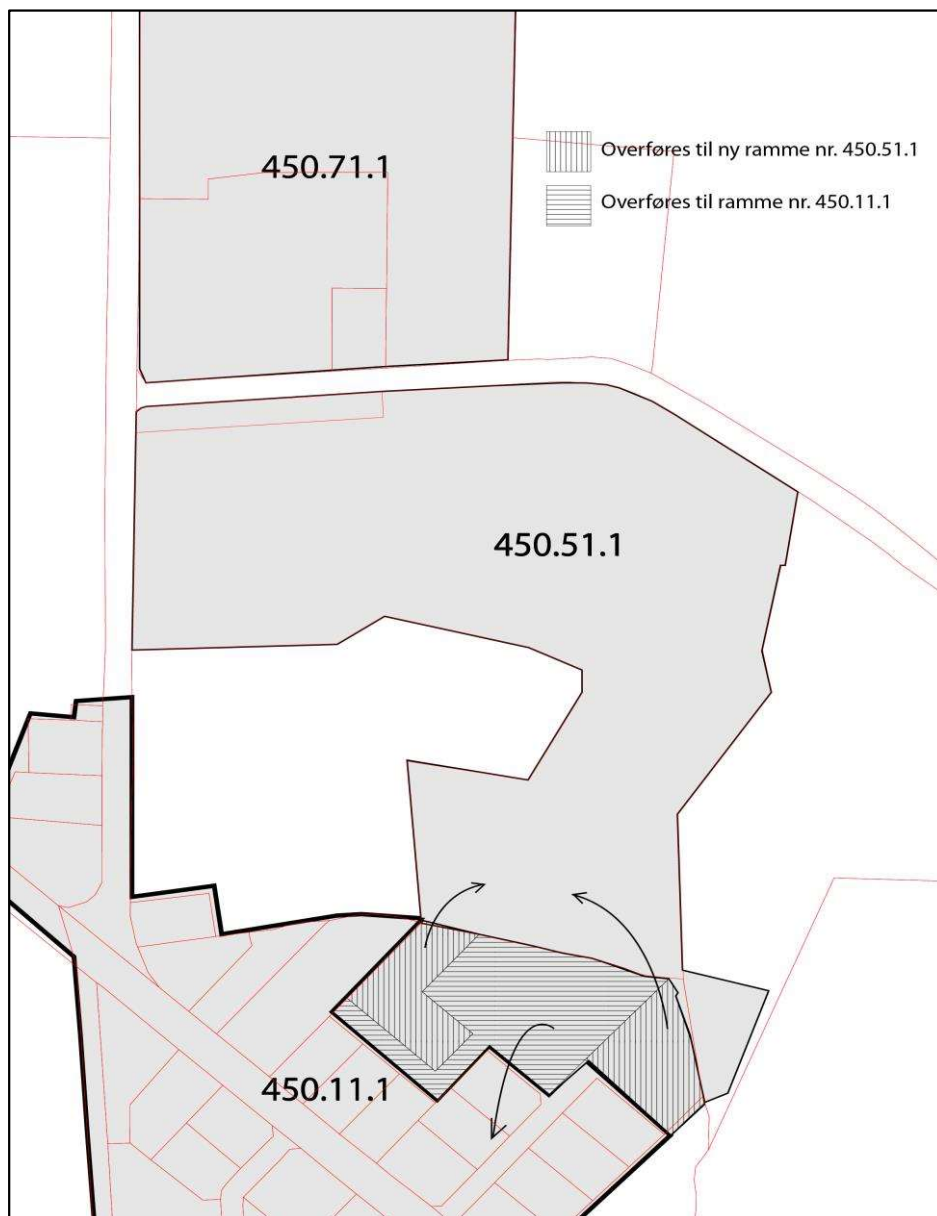 450.71.1
Overføres til ny ramme nr. 450.51.1
Overføres til ramme nr. 450.11.1
450.51.1
450.11.1